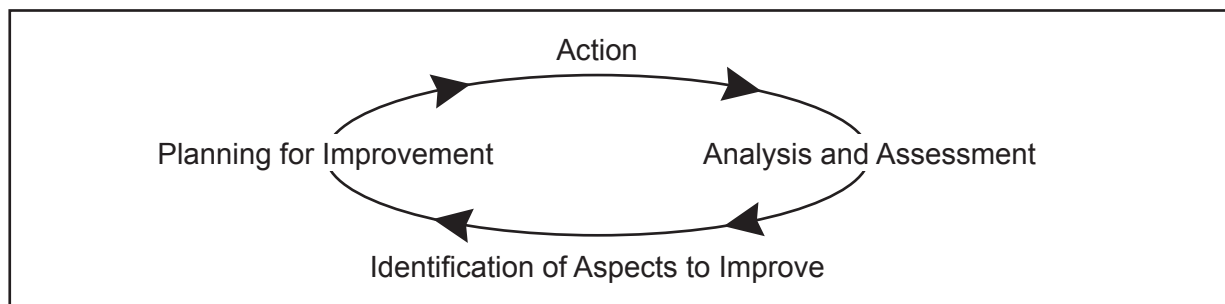 Action
Planning for Improvement
Analysis and Assessment
Identification of Aspects to Improve